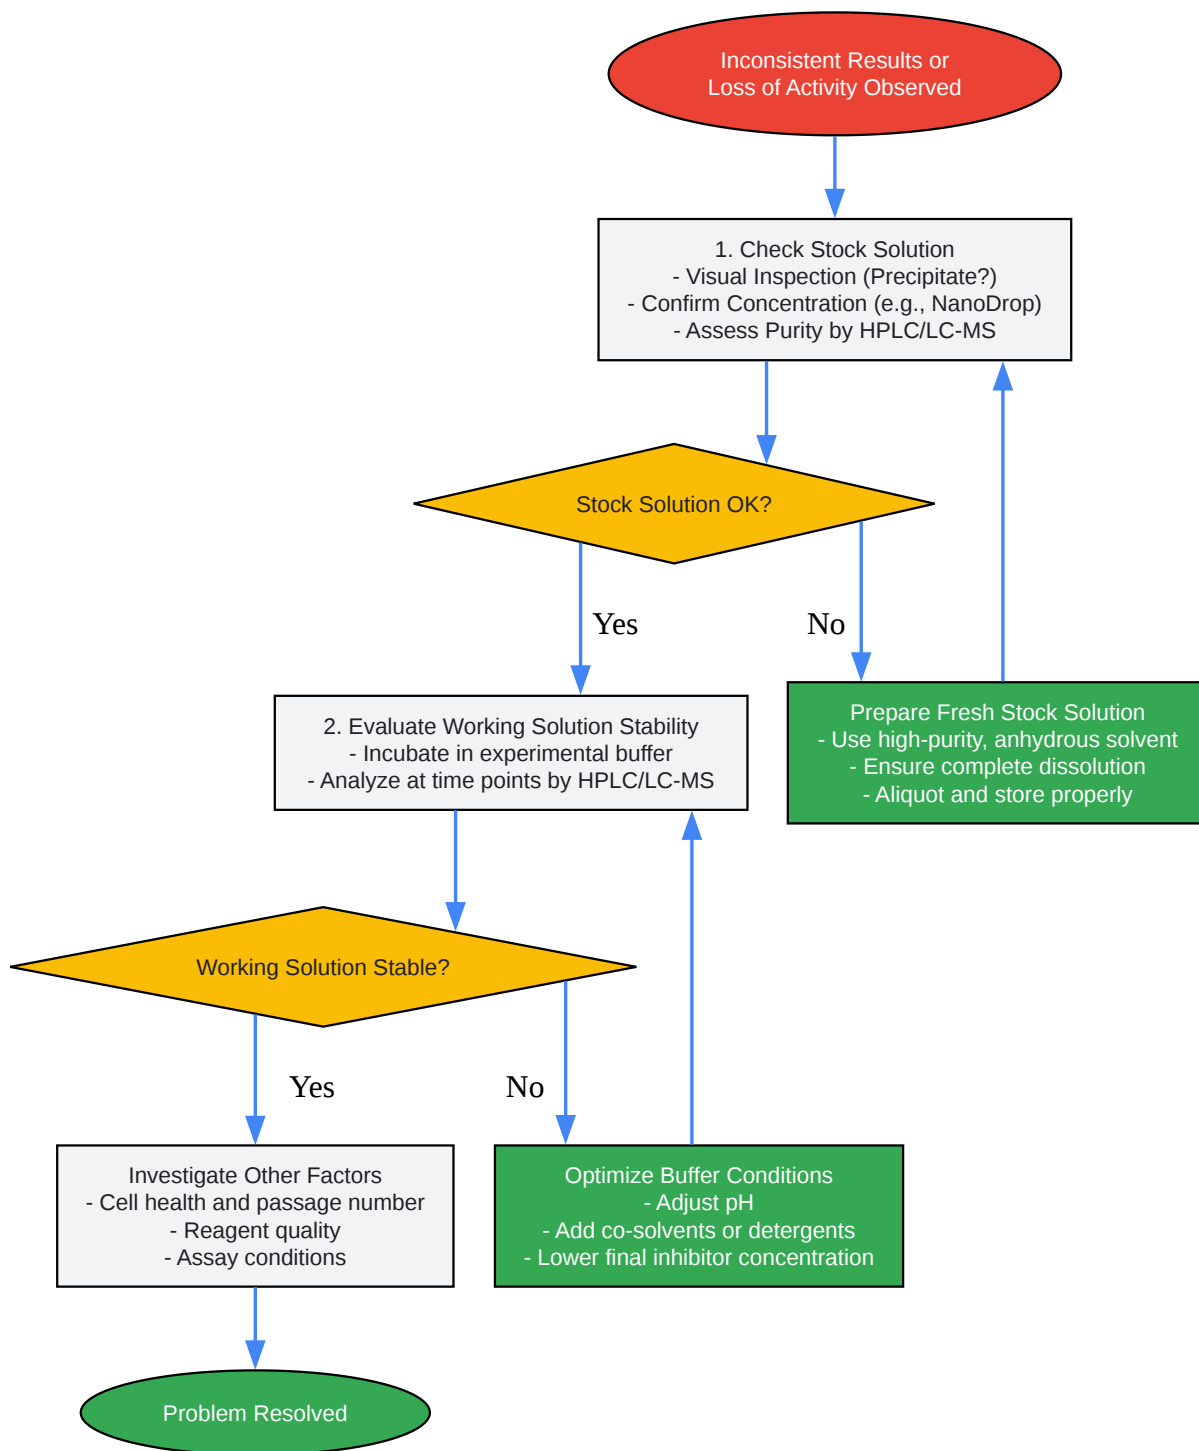 Inconsistent Results or
Loss of Activity Observed
1. Check Stock Solution
- Visual Inspection (Precipitate?)
- Confirm Concentration (e.g., NanoDrop)
- Assess Purity by HPLC/LC-MS
Stock Solution OK?
Yes
No
Prepare Fresh Stock Solution
- Use high-purity, anhydrous solvent
- Ensure complete dissolution
- Aliquot and store properly
2. Evaluate Working Solution Stability
- Incubate in experimental buffer
- Analyze at time points by HPLC/LC-MS
Working Solution Stable?
Yes
No
Investigate Other Factors
- Cell health and passage number
- Reagent quality
- Assay conditions
Optimize Buffer Conditions
- Adjust pH
- Add co-solvents or detergents
- Lower final inhibitor concentration
Problem Resolved